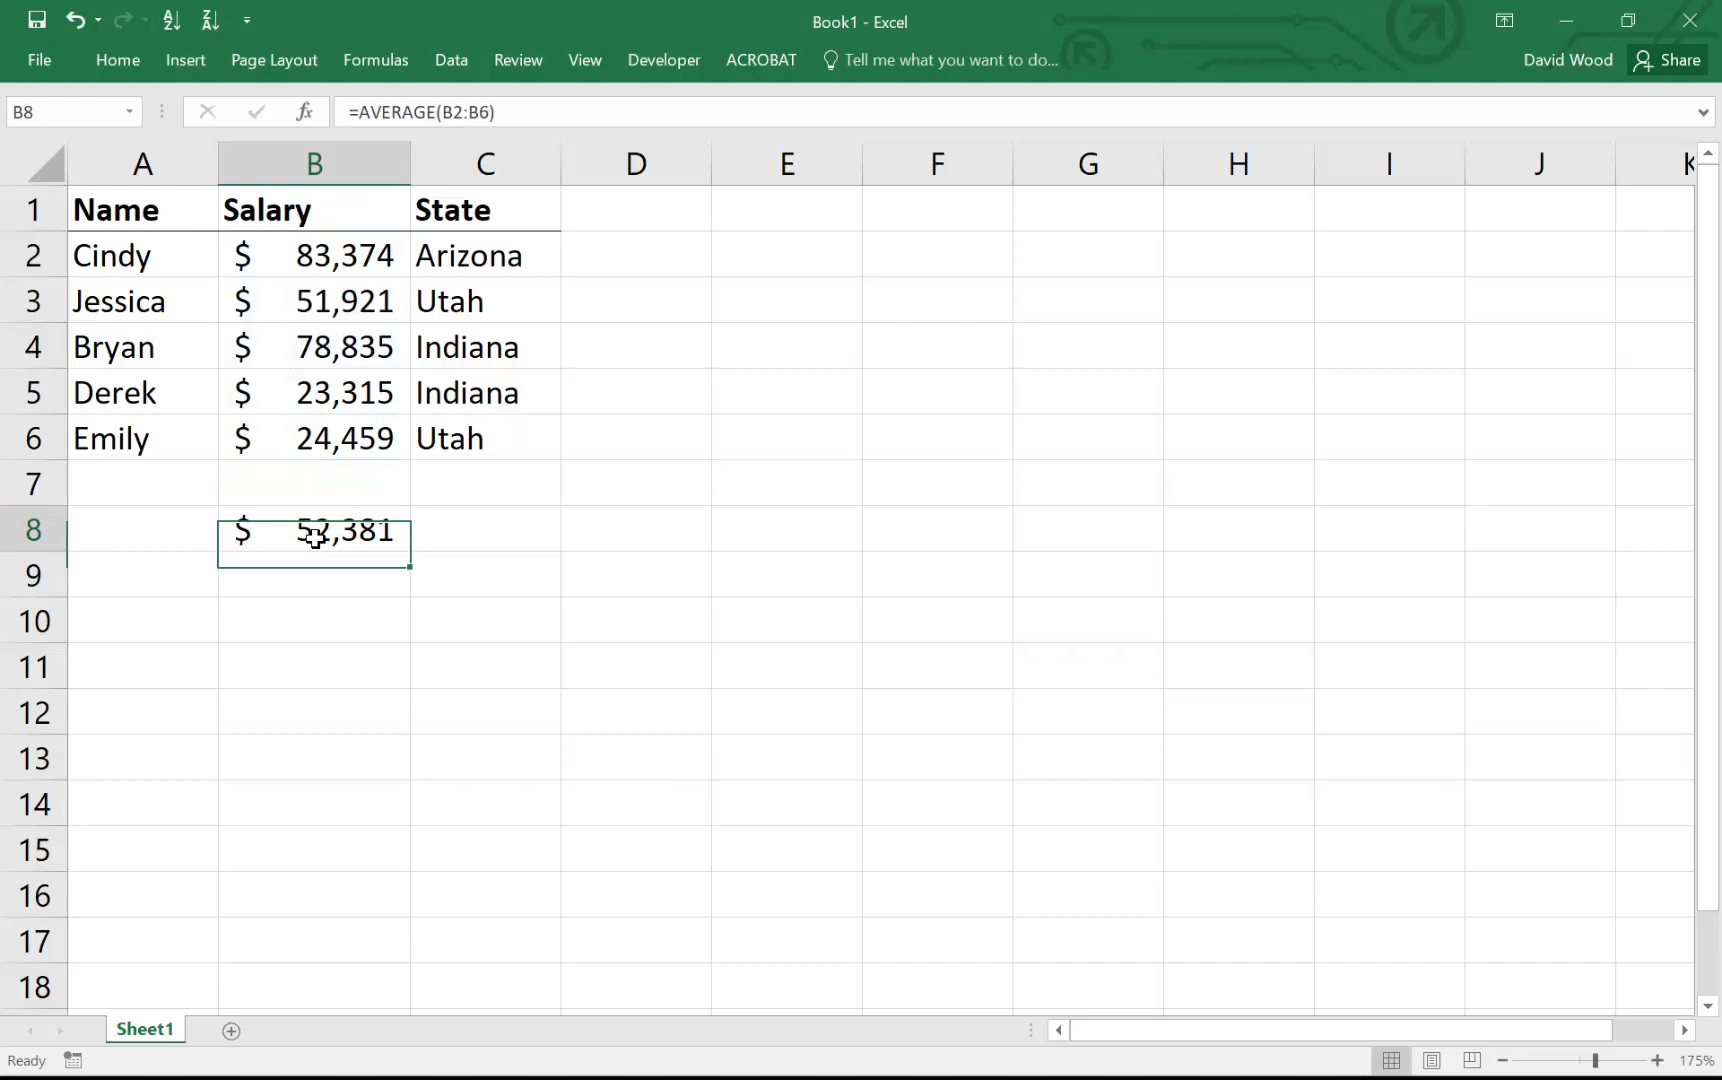 Book1 - Excel
File Home Insert Page Layout Formulas Data Review View Developer ACROBAT Tell me what you want to do... David Wood Share
B8 fx =AVERAGE(B2:B6)
A B C D E F G H I J K
1 Name Salary State
2 Cindy $ 83,374 Arizona
3 Jessica $ 51,921 Utah
4 Bryan $ 78,835 Indiana
5 Derek $ 23,315 Indiana
6 Emily $ 24,459 Utah
7
8 $ 52,381
9
10
11
12
13
14
15
16
17
18
Sheet1
Ready 175%